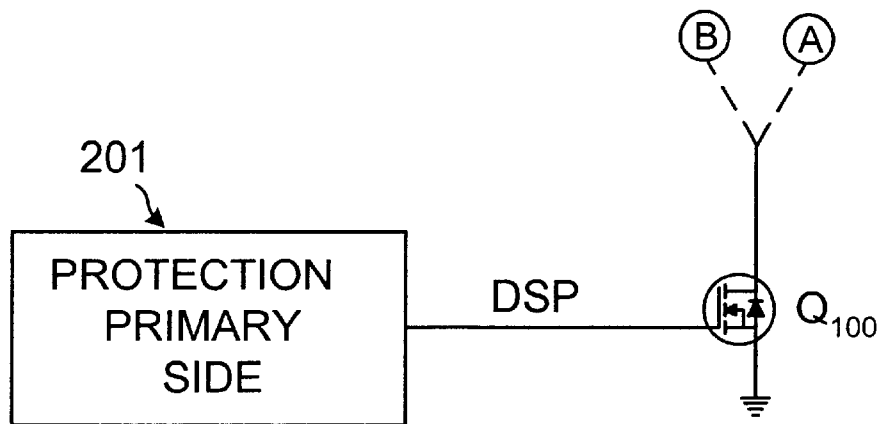 B A
201
PROTECTION
PRIMARY
SIDE
DSP
Q100